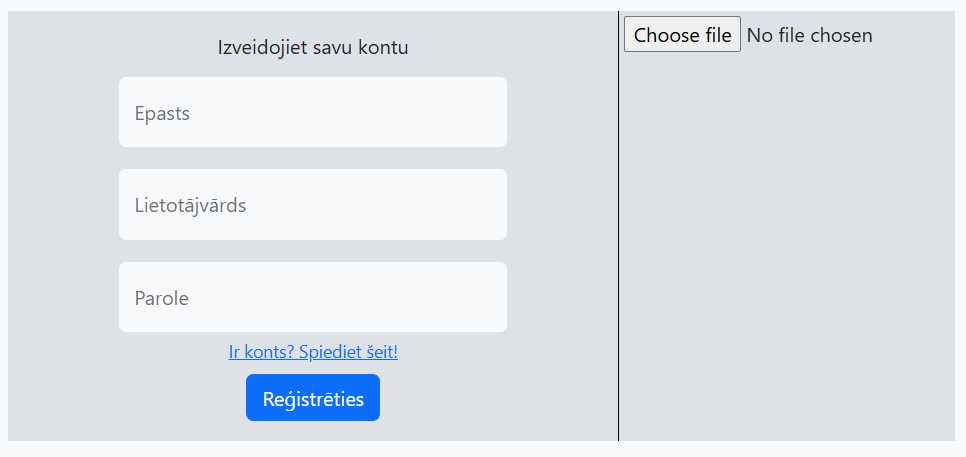 Izveidojiet savu kontu
Epasts
Lietotājvārds
Parole
Ir konts? Spiediet šeit!
Reģistrēties
Choose file No file chosen